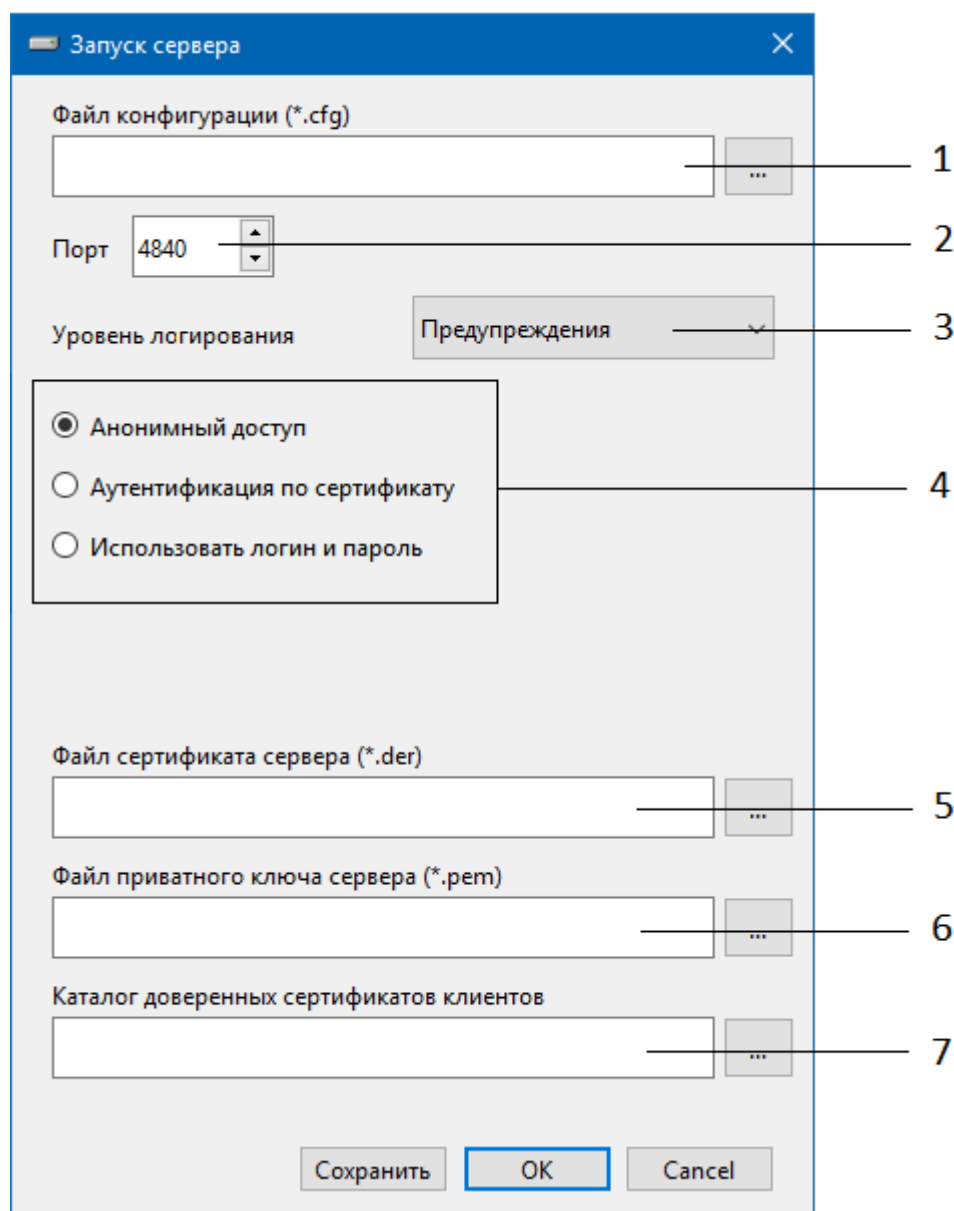 Запуск сервера
Файл конфигурации (*.cfg)
... 1
Порт 4840 2
Уровень логирования Предупреждения 3
Анонимный доступ
Аутентификация по сертификату 4
Использовать логин и пароль
Файл сертификата сервера (*.der)
... 5
Файл приватного ключа сервера (*.pem)
... 6
Каталог доверенных сертификатов клиентов
... 7
Сохранить OK Cancel